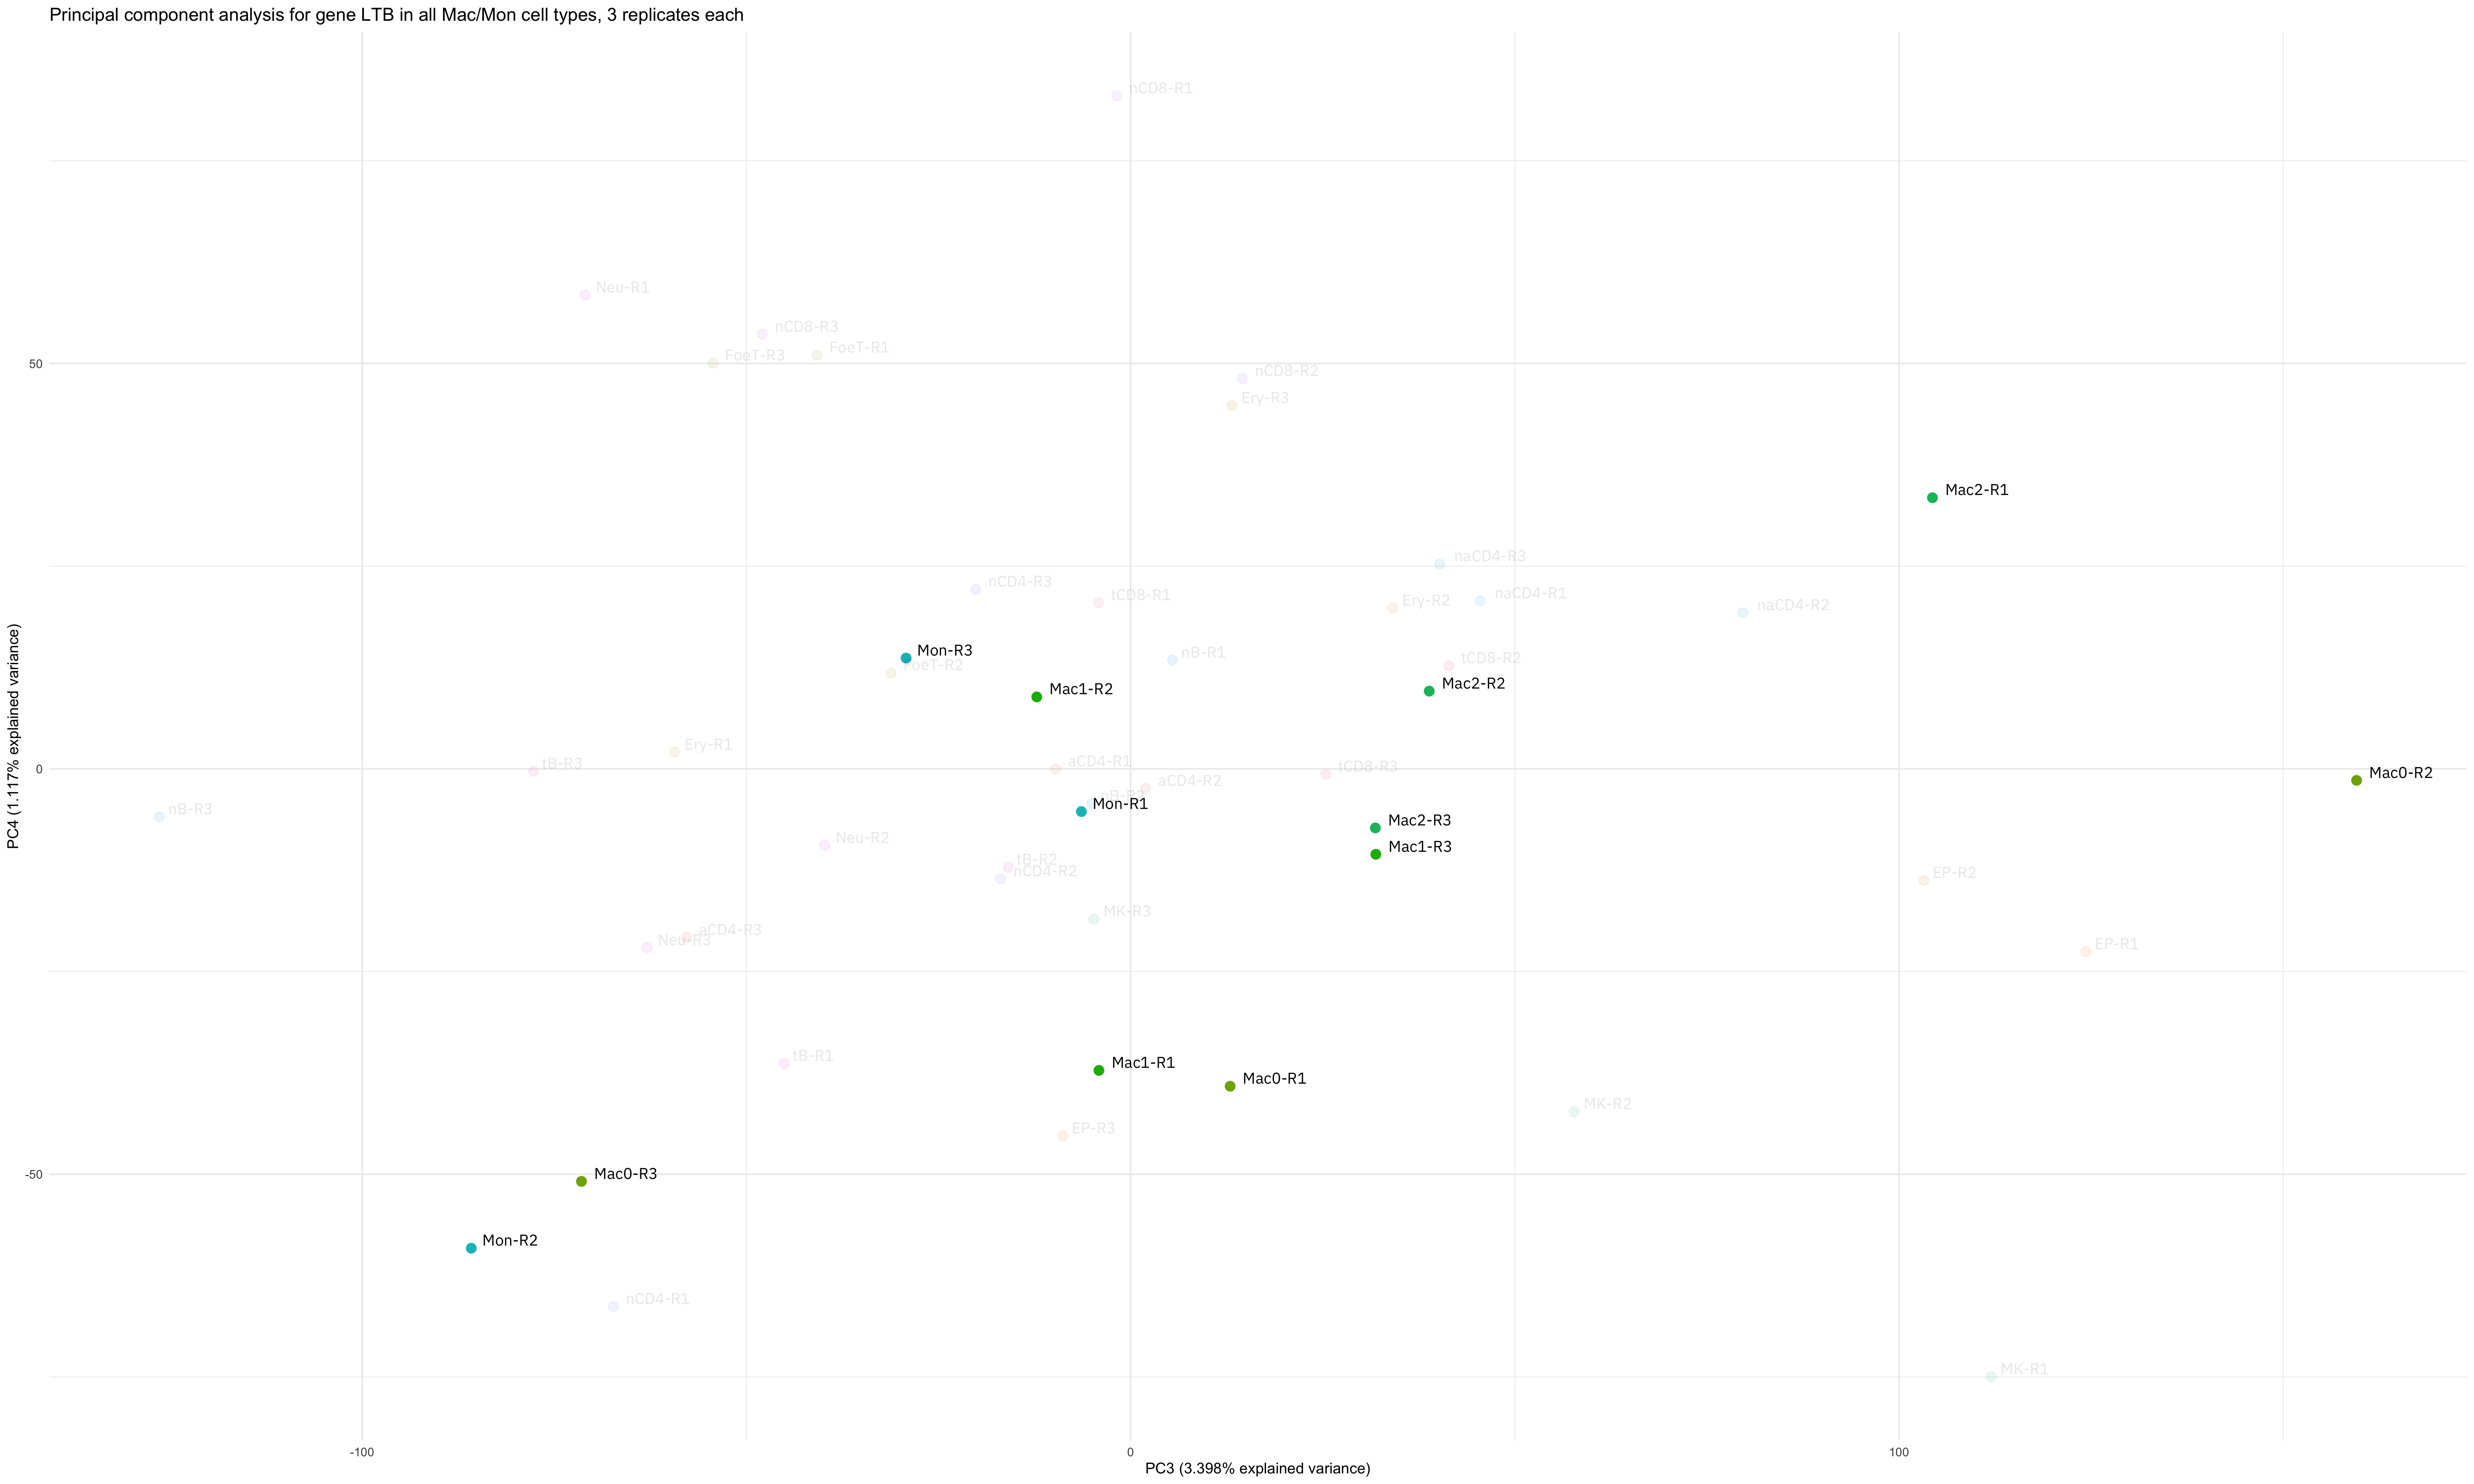 Principal component analysis for gene LTB in all Mac/Mon cell types, 3 replicates each
nCD8-R1
Neu-R1
nCD8-R3
FoeT-R1
FoeT-R3
50
nCD8-R2
Ery-R3
Mac2-R1
naCD4-R3
nCD4-R3
tCD8-R1
naCD4-R1
Ery-R2
naCD4-R2
Mon-R3
nB-R1
tCD8-R2
FoeT-R2
Mac2-R2
Mac1-R2
Ery-R1
aCD4-R1
tB-R3
tCD8-R3
0
Mac0-R2
aCD4-R2
nB-R2
Mon-R1
nB-R3
Mac2-R3
Neu-R2
Mac1-R3
tB-R2
nCD4-R2
EP-R2
MK-R3
aCD4-R3
Neu-R3
EP-R1
tB-R1
Mac1-R1
Mac0-R1
MK-R2
EP-R3
Mac0-R3
-50
Mon-R2
nCD4-R1
MK-R1
PC4 (1.117% explained variance)
-100
0
100
PC3 (3.398% explained variance)